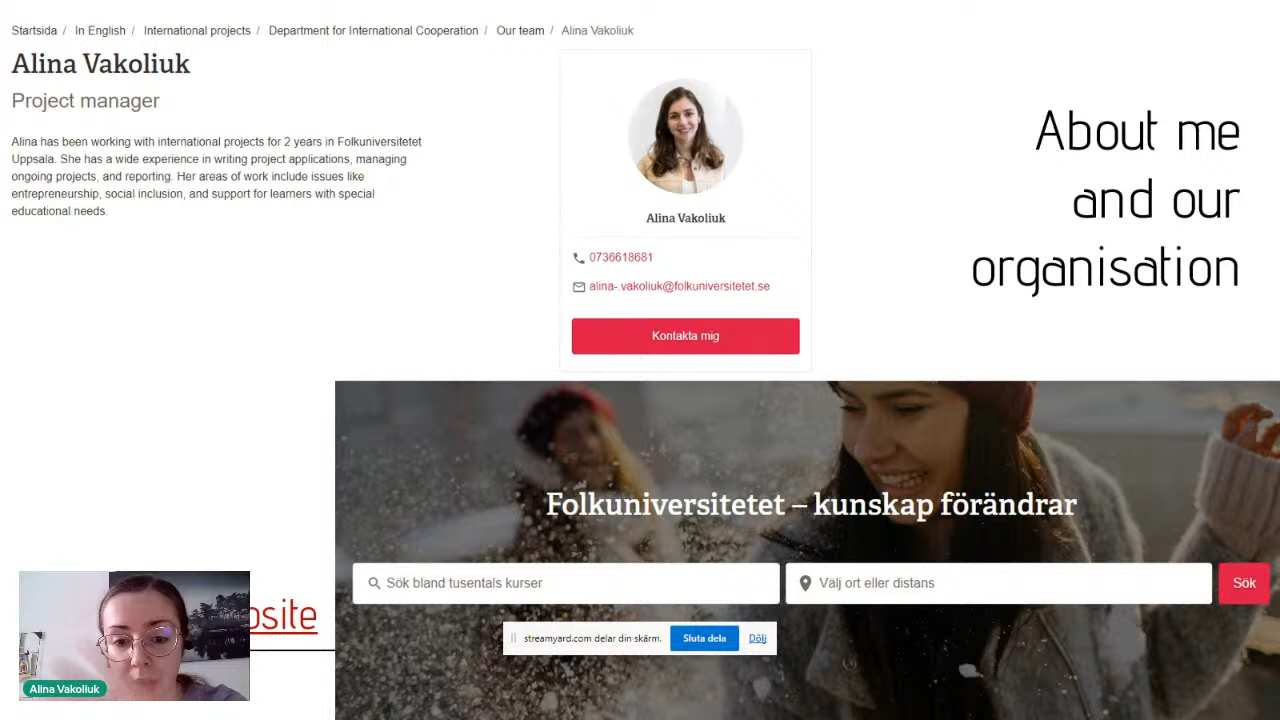 Startsida / In English / International projects / Department for International Cooperation / Our team / Alina Vakoliuk
Alina Vakoliuk
Project manager
Alina has been working with international projects for 2 years in Folkuniversitetet
Uppsala. She has a wide experience in writing project applications, managing
ongoing projects, and reporting. Her areas of work include issues like
entrepreneurship, social inclusion, and support for learners with special
educational needs.
Alina Vakoliuk
0736618681
alina-.vakoliuk@folkuniversitetet.se
Kontakta mig
About me
and our
organisation
Folkuniversitetet – kunskap förändrar
Sök bland tusentals kurser
Välj ort eller distans
Sök
streamyard.com delar din skärm.
Sluta dela
Dölj
site
Alina Vakoliuk